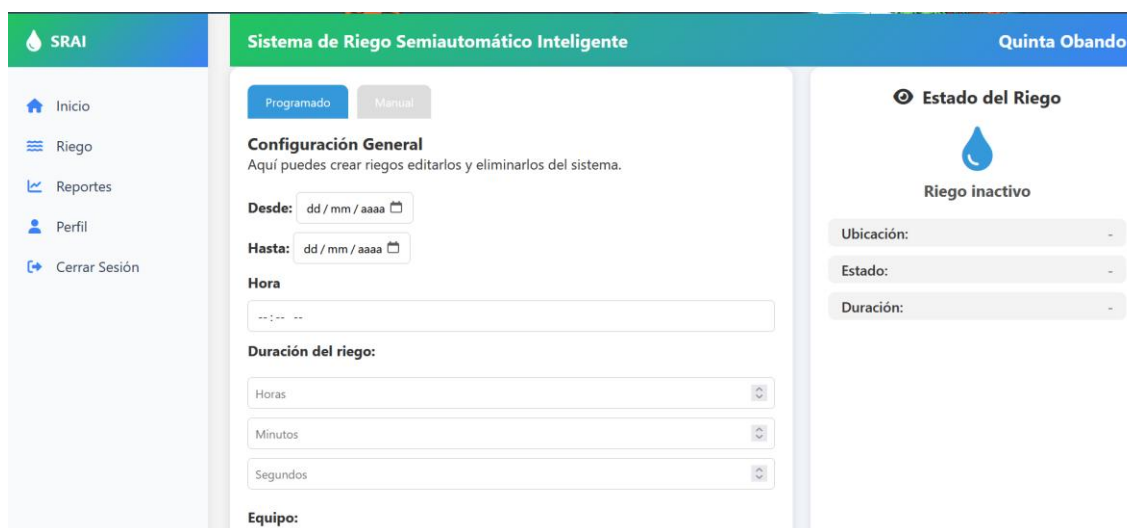 SRAI
Sistema de Riego Semiautomático Inteligente
Quinta Obando
Inicio
Riego
Reportes
Perfil
Cerrar Sesión
Programado
Manual
Configuración General
Aquí puedes crear riegos editarlos y eliminarlos del sistema.
Desde: dd / mm / aaaa
Hasta: dd / mm / aaaa
Hora
--:-- --
Duración del riego:
Horas
Minutos
Segundos
Equipo:
Estado del Riego
Riego inactivo
Ubicación: -
Estado: -
Duración: -